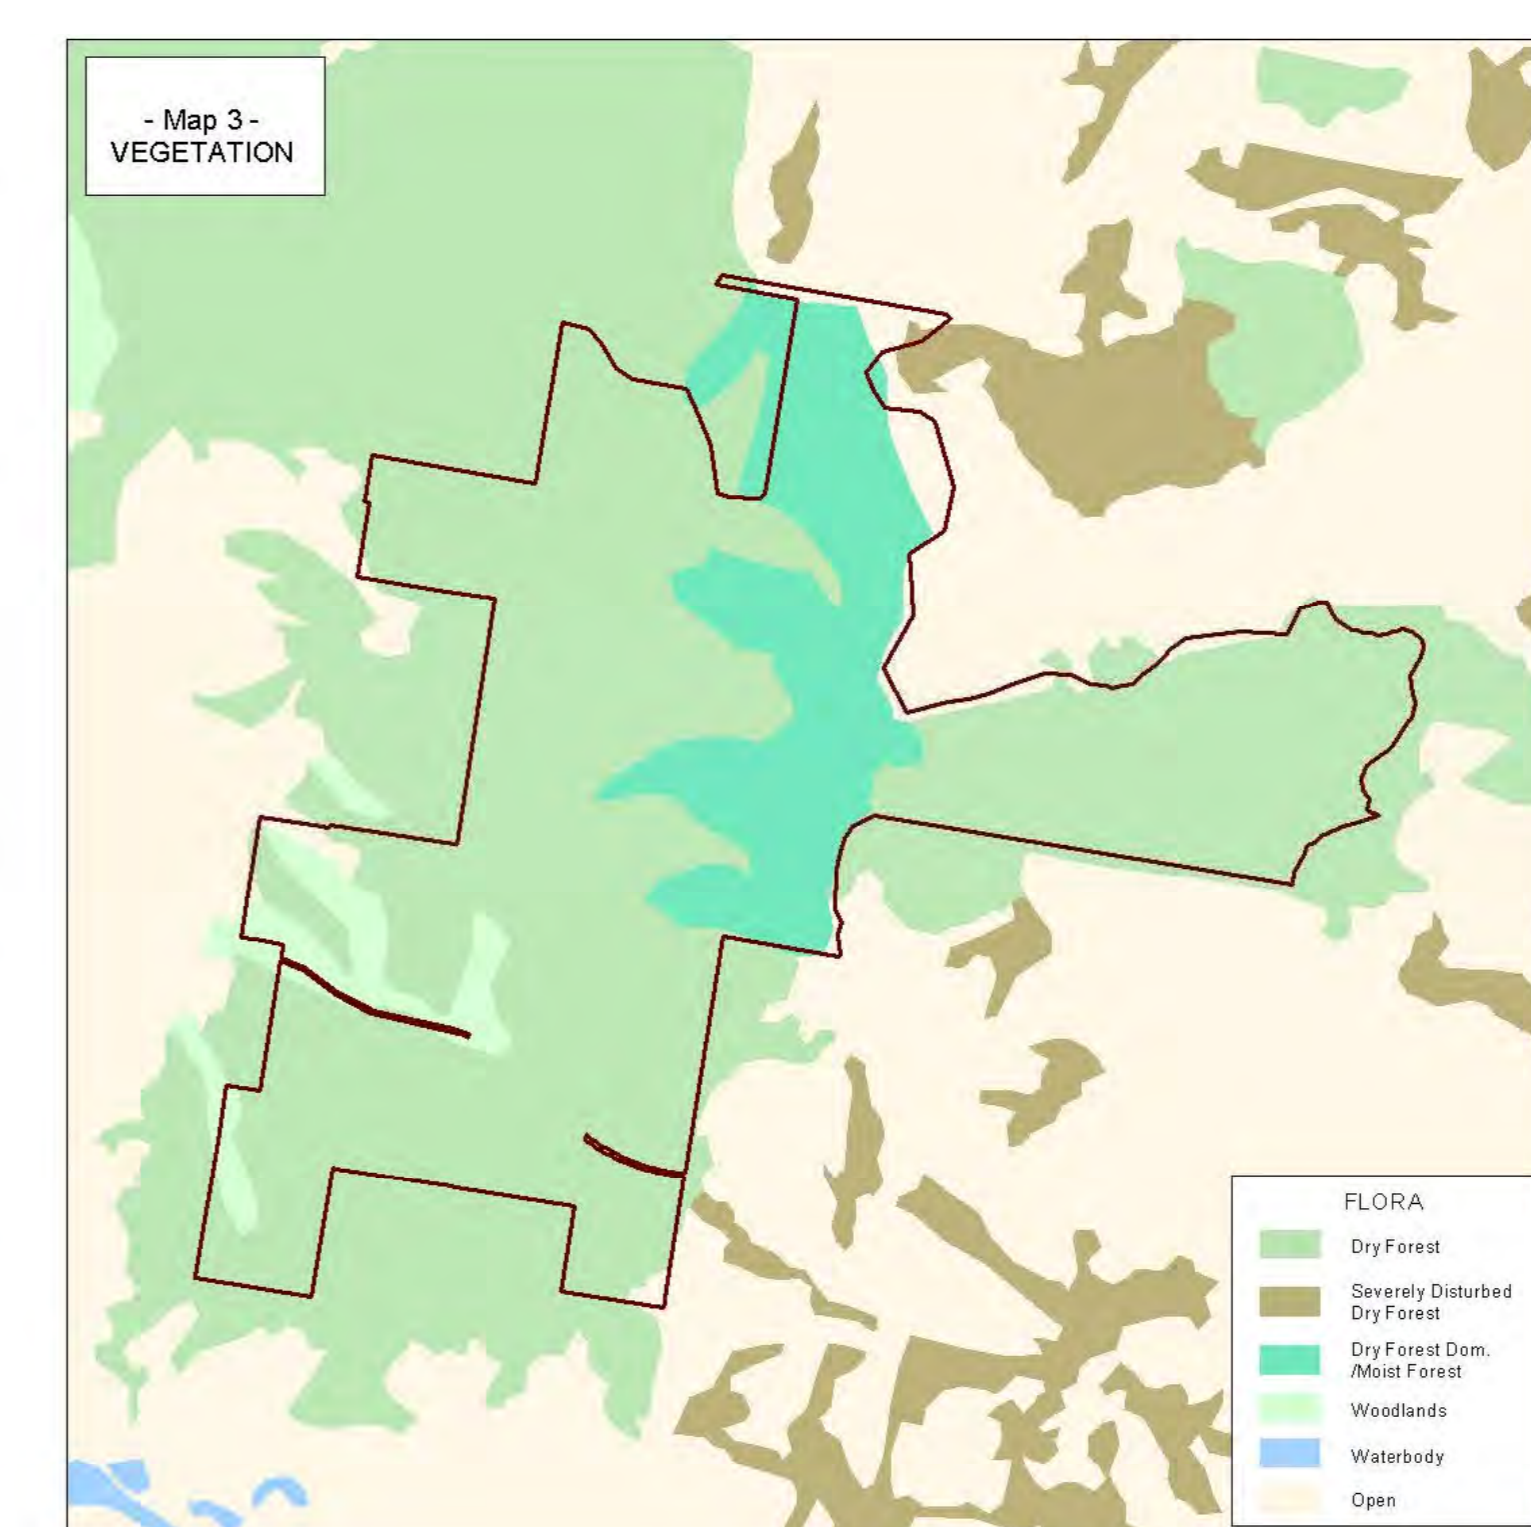 - Map 3 -
VEGETATION
FLORA
Dry Forest
Severely Disturbed
Dry Forest
Dry Forest Dom.
/Moist Forest
Woodlands
Waterbody
Open